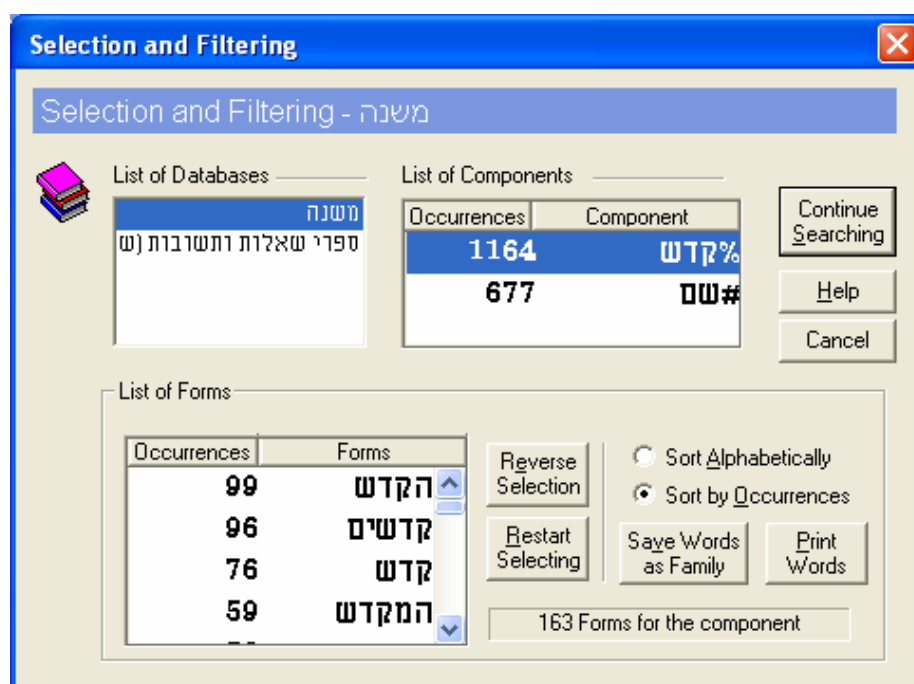 Selection and Filtering
Selection and Filtering - משנה
List of Databases
משנה
ספרי שאלות ותשובות (ש
List of Components
Occurrences Component
1164 %קדש
677 #שם
Continue
Searching
Help
Cancel
List of Forms
Occurrences Forms
99 הקדש
96 קדשים
76 קדש
59 המקדש
Reverse
Selection
Restart
Selecting
Sort Alphabetically
Sort by Occurrences
Save Words
as Family
Print
Words
163 Forms for the component